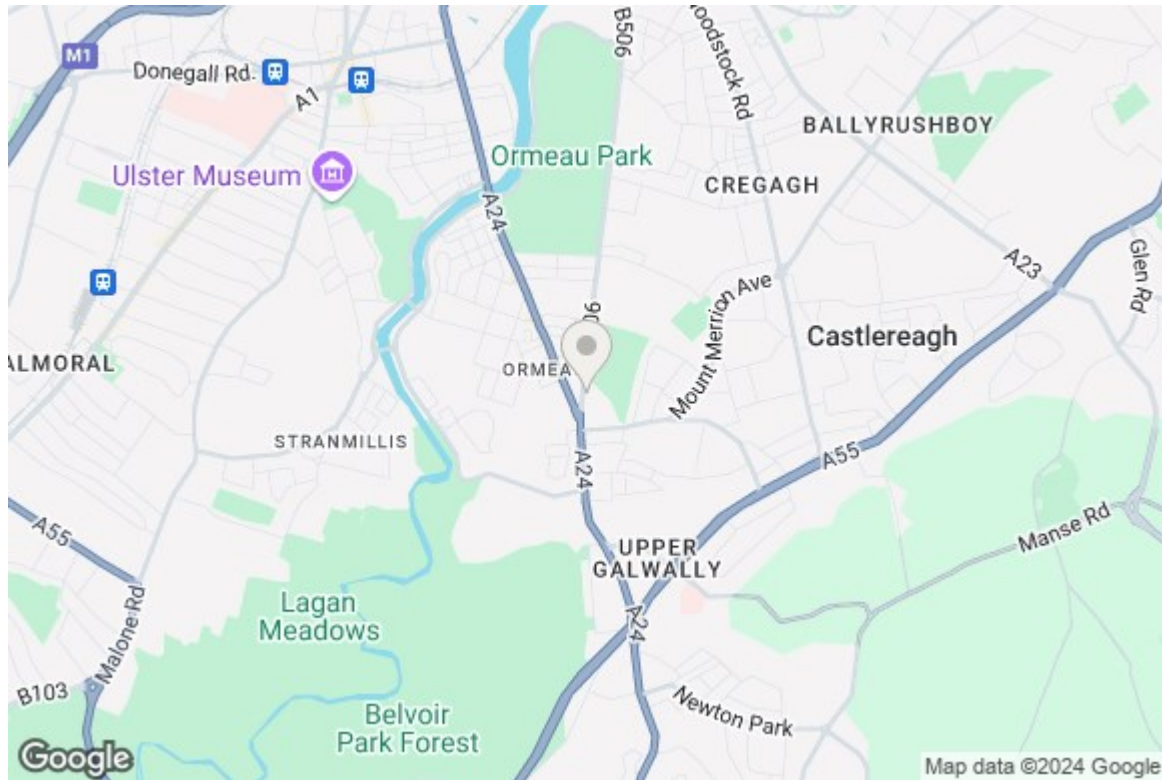 M1
Donegall Rd.
A1
B506
oodstock Rd
BALLYRUSHBOY
Ormeau Park
Ulster Museum
CREGAGH
A24
A23
Glen Rd
Mount Merrion Ave
Castlereagh
ALMORAL
ORMEA
STRANMILLIS
A24
A55
A55
Manse Rd
UPPER
GALWALLY
Lagan
Meadows
Malone Rd
A24
B103
Belvoir
Park Forest
Newton Park
Google
Map data ©2024 Google